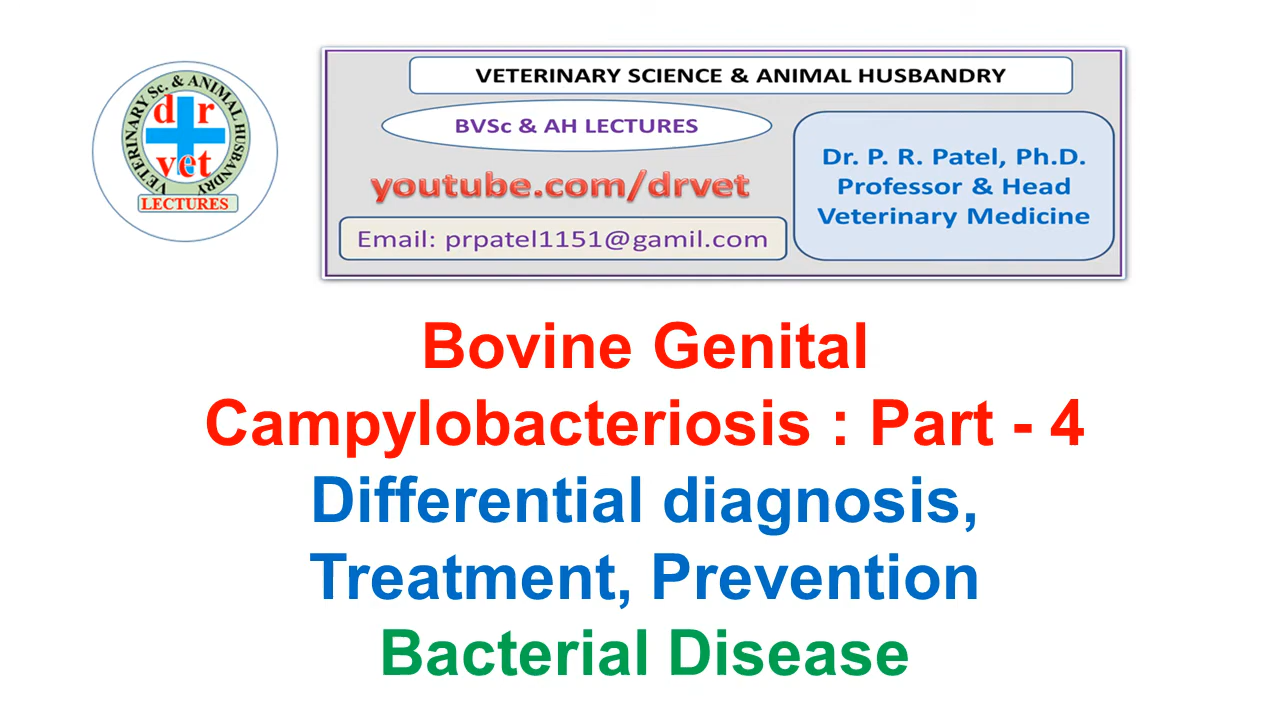 VETERINARY Sc. & ANIMAL HUSBANDRY
d r
vet
LECTURES
VETERINARY SCIENCE & ANIMAL HUSBANDRY
BVSc & AH LECTURES
youtube.com/drvet
Email: prpatel1151@gamil.com
Dr. P. R. Patel, Ph.D.
Professor & Head
Veterinary Medicine
Bovine Genital
Campylobacteriosis : Part - 4
Differential diagnosis,
Treatment, Prevention
Bacterial Disease